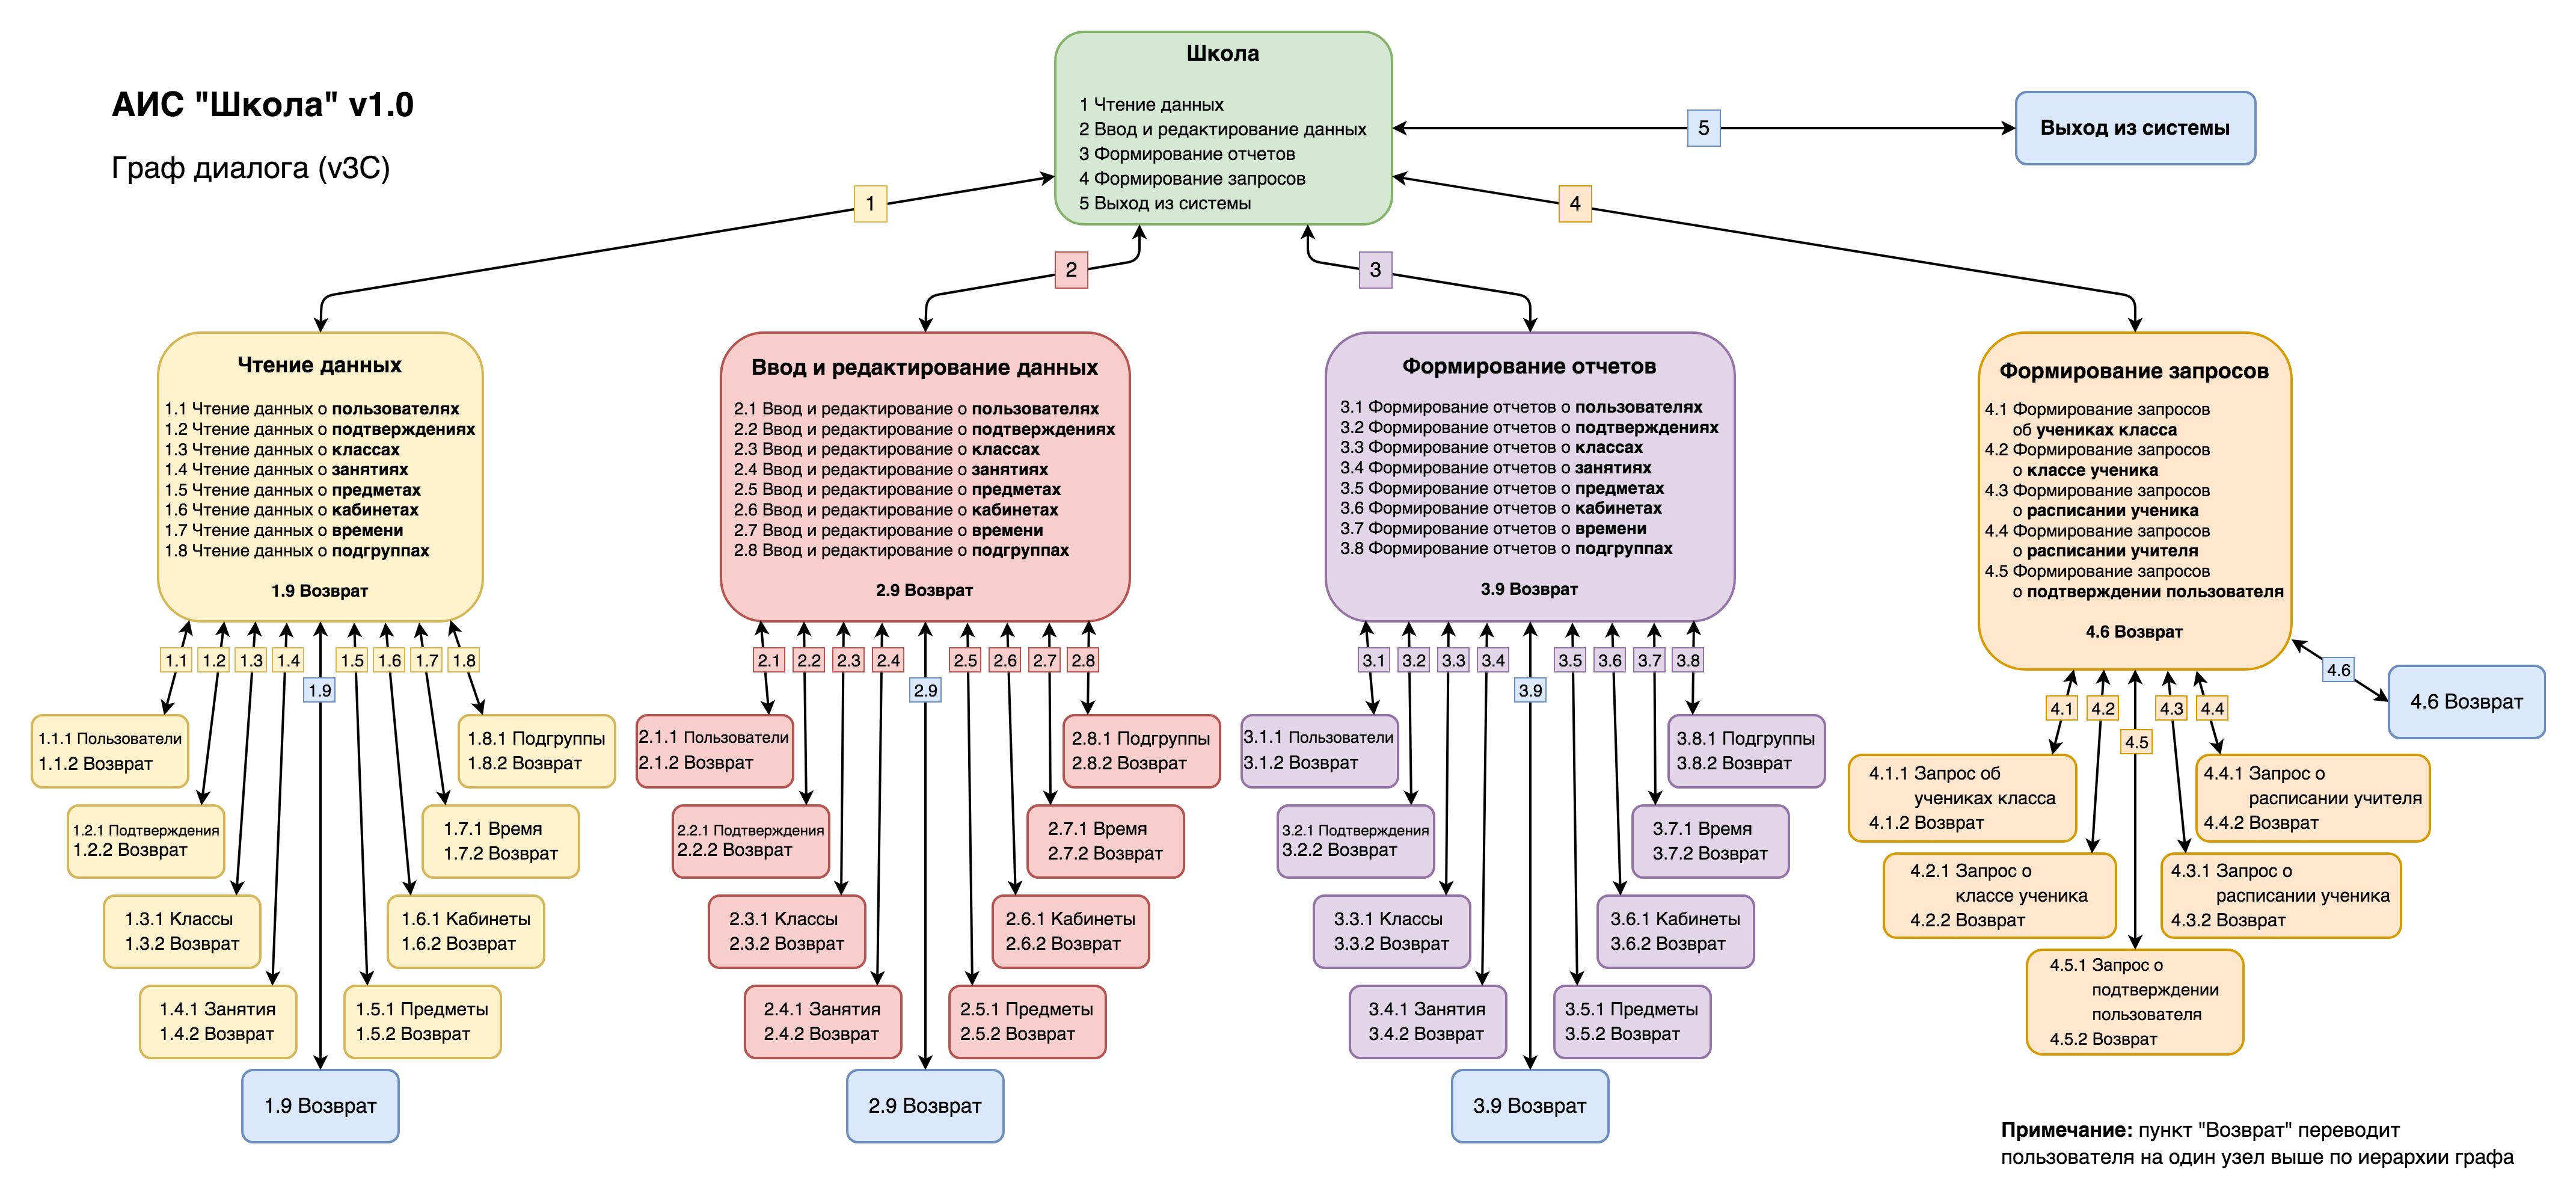 АИС "Школа" v1.0
Граф диалога (v3C)
Школа
1 Чтение данных
2 Ввод и редактирование данных
3 Формирование отчетов
4 Формирование запросов
5 Выход из системы
5
Выход из системы
1
2
3
4
Чтение данных
1.1 Чтение данных о пользователях
1.2 Чтение данных о подтверждениях
1.3 Чтение данных о классах
1.4 Чтение данных о занятиях
1.5 Чтение данных о предметах
1.6 Чтение данных о кабинетах
1.7 Чтение данных о времени
1.8 Чтение данных о подгруппах
1.9 Возврат
1.1
1.2
1.3
1.4
1.9
1.5
1.6
1.7
1.8
1.1.1 Пользователи
1.1.2 Возврат
1.2.1 Подтверждения
1.2.2 Возврат
1.3.1 Классы
1.3.2 Возврат
1.4.1 Занятия
1.4.2 Возврат
1.5.1 Предметы
1.5.2 Возврат
1.6.1 Кабинеты
1.6.2 Возврат
1.7.1 Время
1.7.2 Возврат
1.8.1 Подгруппы
1.8.2 Возврат
1.9 Возврат
Ввод и редактирование данных
2.1 Ввод и редактирование о пользователях
2.2 Ввод и редактирование о подтверждениях
2.3 Ввод и редактирование о классах
2.4 Ввод и редактирование о занятиях
2.5 Ввод и редактирование о предметах
2.6 Ввод и редактирование о кабинетах
2.7 Ввод и редактирование о времени
2.8 Ввод и редактирование о подгруппах
2.9 Возврат
2.1
2.2
2.3
2.4
2.9
2.5
2.6
2.7
2.8
2.1.1 Пользователи
2.1.2 Возврат
2.2.1 Подтверждения
2.2.2 Возврат
2.3.1 Классы
2.3.2 Возврат
2.4.1 Занятия
2.4.2 Возврат
2.5.1 Предметы
2.5.2 Возврат
2.6.1 Кабинеты
2.6.2 Возврат
2.7.1 Время
2.7.2 Возврат
2.8.1 Подгруппы
2.8.2 Возврат
2.9 Возврат
Формирование отчетов
3.1 Формирование отчетов о пользователях
3.2 Формирование отчетов о подтверждениях
3.3 Формирование отчетов о классах
3.4 Формирование отчетов о занятиях
3.5 Формирование отчетов о предметах
3.6 Формирование отчетов о кабинетах
3.7 Формирование отчетов о времени
3.8 Формирование отчетов о подгруппах
3.9 Возврат
3.1
3.2
3.3
3.4
3.9
3.5
3.6
3.7
3.8
3.1.1 Пользователи
3.1.2 Возврат
3.2.1 Подтверждения
3.2.2 Возврат
3.3.1 Классы
3.3.2 Возврат
3.4.1 Занятия
3.4.2 Возврат
3.5.1 Предметы
3.5.2 Возврат
3.6.1 Кабинеты
3.6.2 Возврат
3.7.1 Время
3.7.2 Возврат
3.8.1 Подгруппы
3.8.2 Возврат
3.9 Возврат
Формирование запросов
4.1 Формирование запросов
об учениках класса
4.2 Формирование запросов
о классе ученика
4.3 Формирование запросов
о расписании ученика
4.4 Формирование запросов
о расписании учителя
4.5 Формирование запросов
о подтверждении пользователя
4.6 Возврат
4.6
4.6 Возврат
4.1
4.2
4.5
4.3
4.4
4.1.1 Запрос об
учениках класса
4.1.2 Возврат
4.2.1 Запрос о
классе ученика
4.2.2 Возврат
4.5.1 Запрос о
подтверждении
пользователя
4.5.2 Возврат
4.3.1 Запрос о
расписании ученика
4.3.2 Возврат
4.4.1 Запрос о
расписании учителя
4.4.2 Возврат
Примечание: пункт "Возврат" переводит
пользователя на один узел выше по иерархии графа